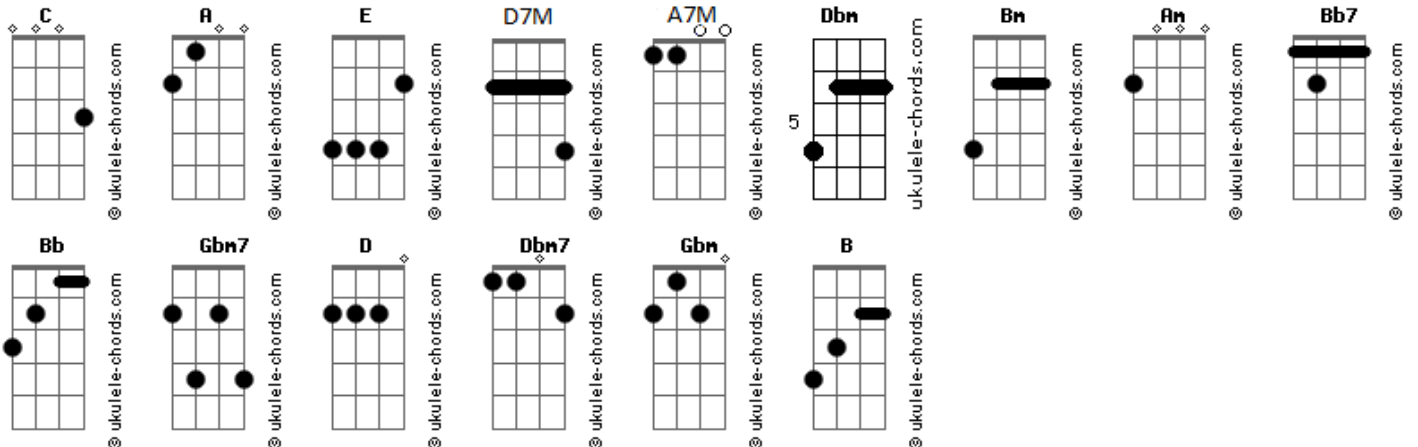 C A E D7M A7M Dbm Bm Am Bb7
© ukulele-chords.com © ukulele-chords.com © ukulele-chords.com © ukulele-chords.com © ukulele-chords.com ukulele-chords.com © ukulele-chords.com © ukulele-chords.com © ukulele-chords.com
5
Bb Gbm7 D Dbm7 Gbm B
© ukulele-chords.com © ukulele-chords.com © ukulele-chords.com © ukulele-chords.com © ukulele-chords.com © ukulele-chords.com